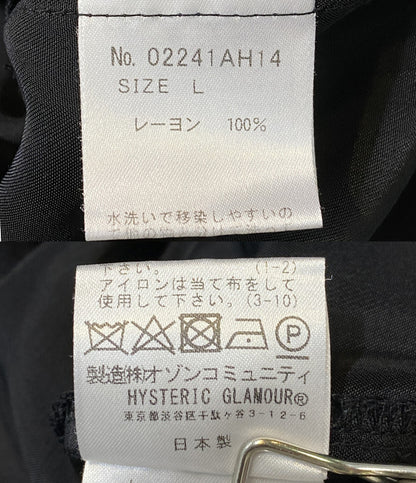 No. 02241AH14
SIZE L
レーヨン 100%
水洗いで移染しやすいの
下さい。 (1-2)
アイロンは当て布をして
使用して下さい。(3-10)
P
製造㈱オゾンコミュニティ
HYSTERIC GLAMOUR®
東京都渋谷区千駄ヶ谷3-12-6
日本製